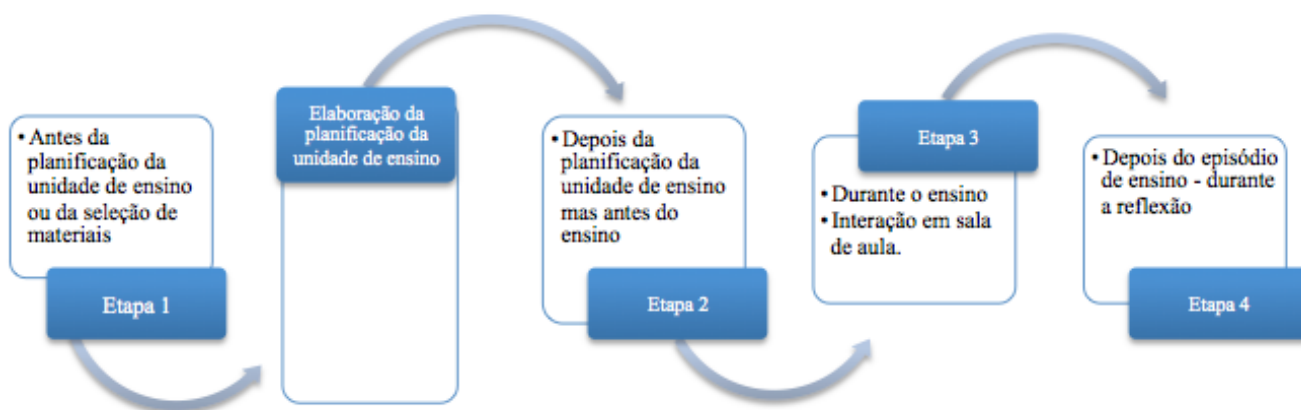 • Antes da
planificação da
unidade de ensino
ou da seleção de
materiais
Etapa 1
Elaboração da
planificação da
unidade de ensino
• Depois da
planificação da
unidade de ensino
mas antes do
ensino
Etapa 2
Etapa 3
• Durante o ensino
• Interação em sala
de aula.
• Depois do episódio
de ensino - durante
a reflexão
Etapa 4